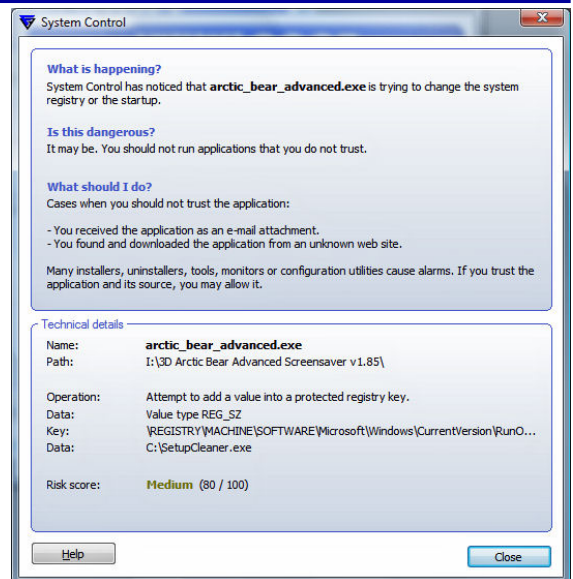 System Control
What is happening?
System Control has noticed that arctic_bear_advanced.exe is trying to change the system
registry or the startup.
Is this dangerous?
It may be. You should not run applications that you do not trust.
What should I do?
Cases when you should not trust the application:
- You received the application as an e-mail attachment.
- You found and downloaded the application from an unknown web site.
Many installers, uninstallers, tools, monitors or configuration utilities cause alarms. If you trust the
application and its source, you may allow it.
Technical details
Name: arctic_bear_advanced.exe
Path: I:\3D Arctic Bear Advanced Screensaver v1.85\
Operation: Attempt to add a value into a protected registry key.
Data: Value type REG_SZ
Key: \REGISTRY\MACHINE\SOFTWARE\Microsoft\Windows\CurrentVersion\RunO...
Data: C:\SetupCleaner.exe
Risk score: Medium (80 / 100)
Help
Close